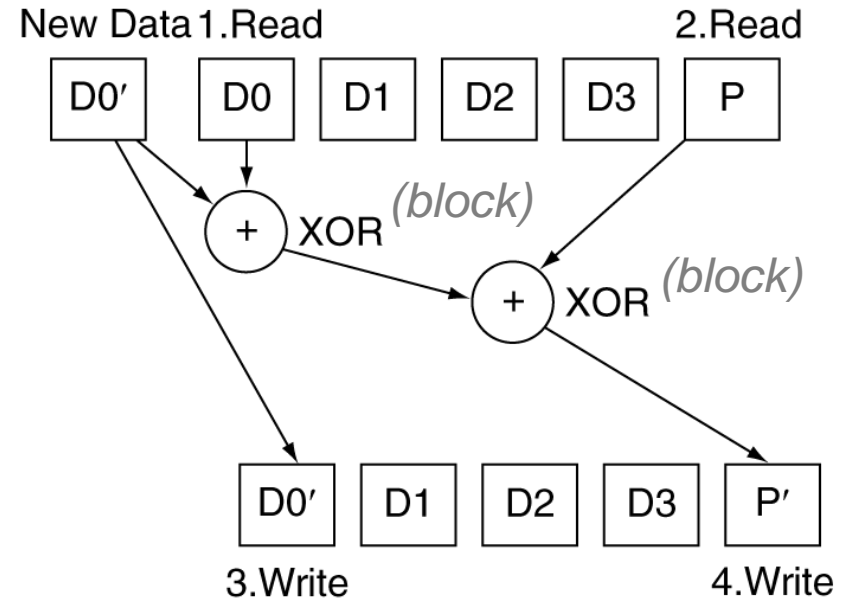 New Data 1.Read 2.Read
D0′ D0 D1 D2 D3 P
+ XOR (block)
+ XOR (block)
D0′ D1 D2 D3 P′
3.Write 4.Write